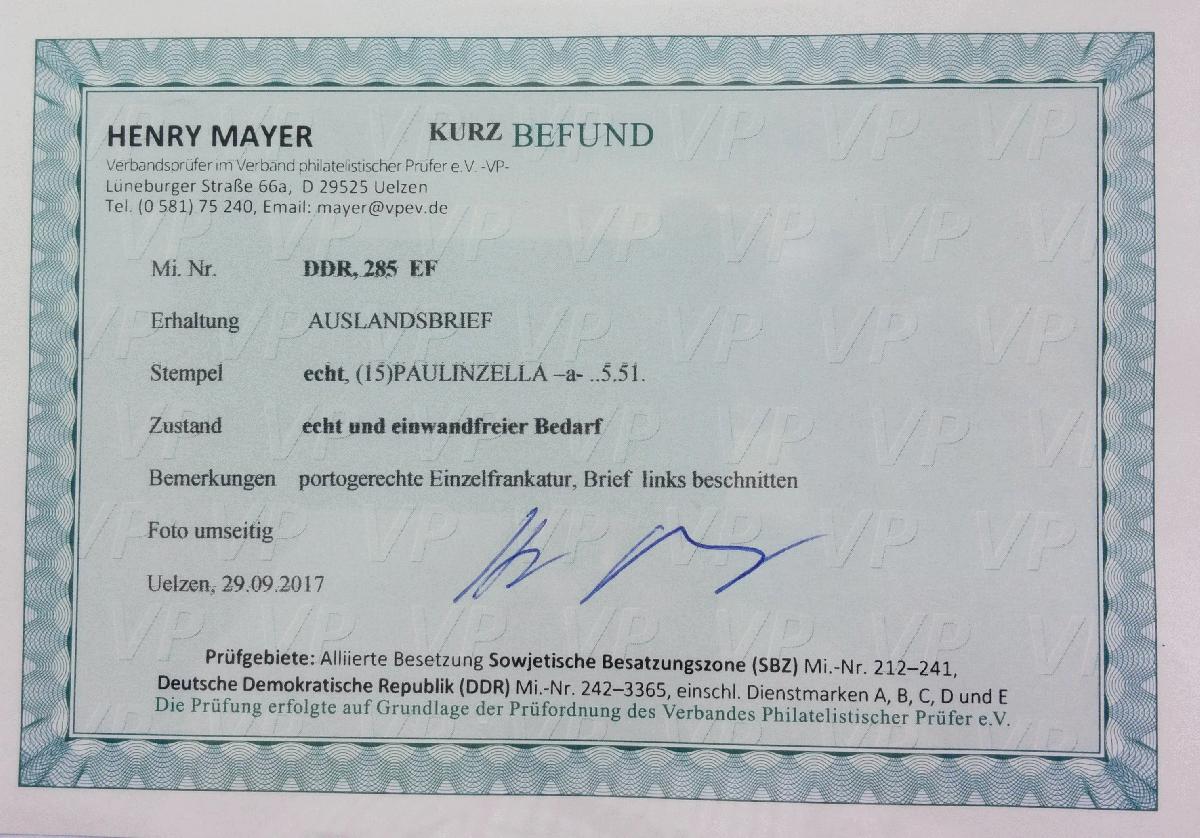 HENRY MAYER KURZ BEFUND
Verbandsprüfer im Verband philatelistischer Prüfer e.V. -VP-
Lüneburger Straße 66a, D 29525 Uelzen
Tel. (0 581) 75 240, Email: mayer@vpev.de
Mi. Nr. DDR, 285 EF
Erhaltung AUSLANDSBRIEF
Stempel echt, (15)PAULINZELLA –a- ..5.51.
Zustand echt und einwandfreier Bedarf
Bemerkungen portogerechte Einzelfrankatur, Brief links beschnitten
Foto umseitig
Uelzen, 29.09.2017
Prüfgebiete: Alliierte Besetzung Sowjetische Besatzungszone (SBZ) Mi.-Nr. 212–241,
Deutsche Demokratische Republik (DDR) Mi.-Nr. 242–3365, einschl. Dienstmarken A, B, C, D und E
Die Prüfung erfolgte auf Grundlage der Prüfordnung des Verbandes Philatelistischer Prüfer e.V.